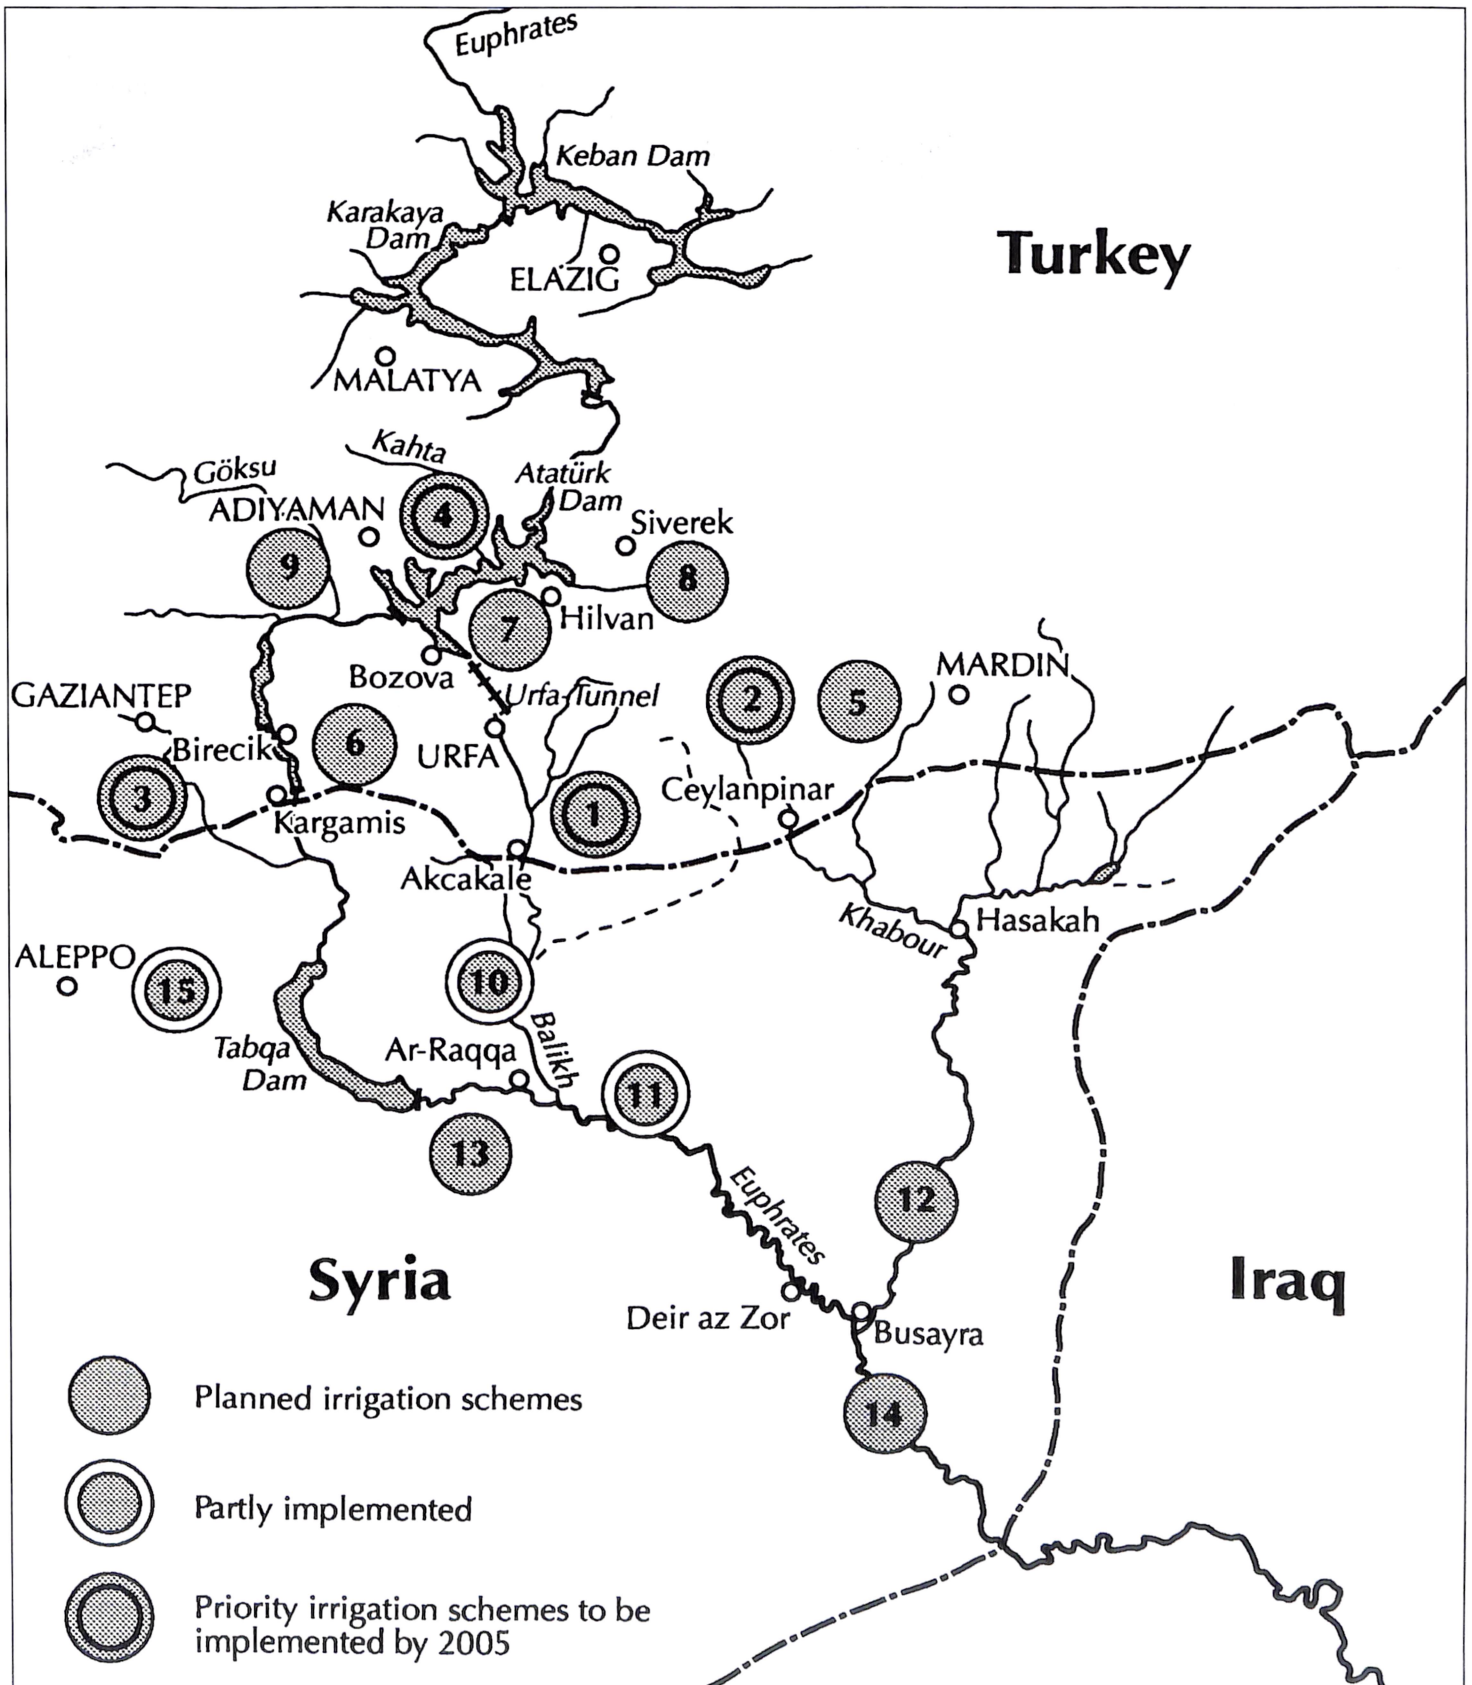 Euphrates
Keban Dam
Karakaya
Dam
Turkey
ELAZIG
MALATYA
Kahta
Göksu
Atatürk
Dam
ADIYAMAN
4
Siverek
9
8
7
Hilvan
Bozova
MARDIN
GAZIANTEP
Urfa-Tunnel
2
5
Birecik
6
URFA
3
Ceylanpinar
1
Kargamis
Akcakale
Khabour
Hasakah
ALEPPO
15
10
Balikh
Tabqa
Dam
Ar-Raqqa
11
13
12
Euphrates
Syria
Iraq
Deir az Zor
Busayra
14
Planned irrigation schemes
Partly implemented
Priority irrigation schemes to be
implemented by 2005